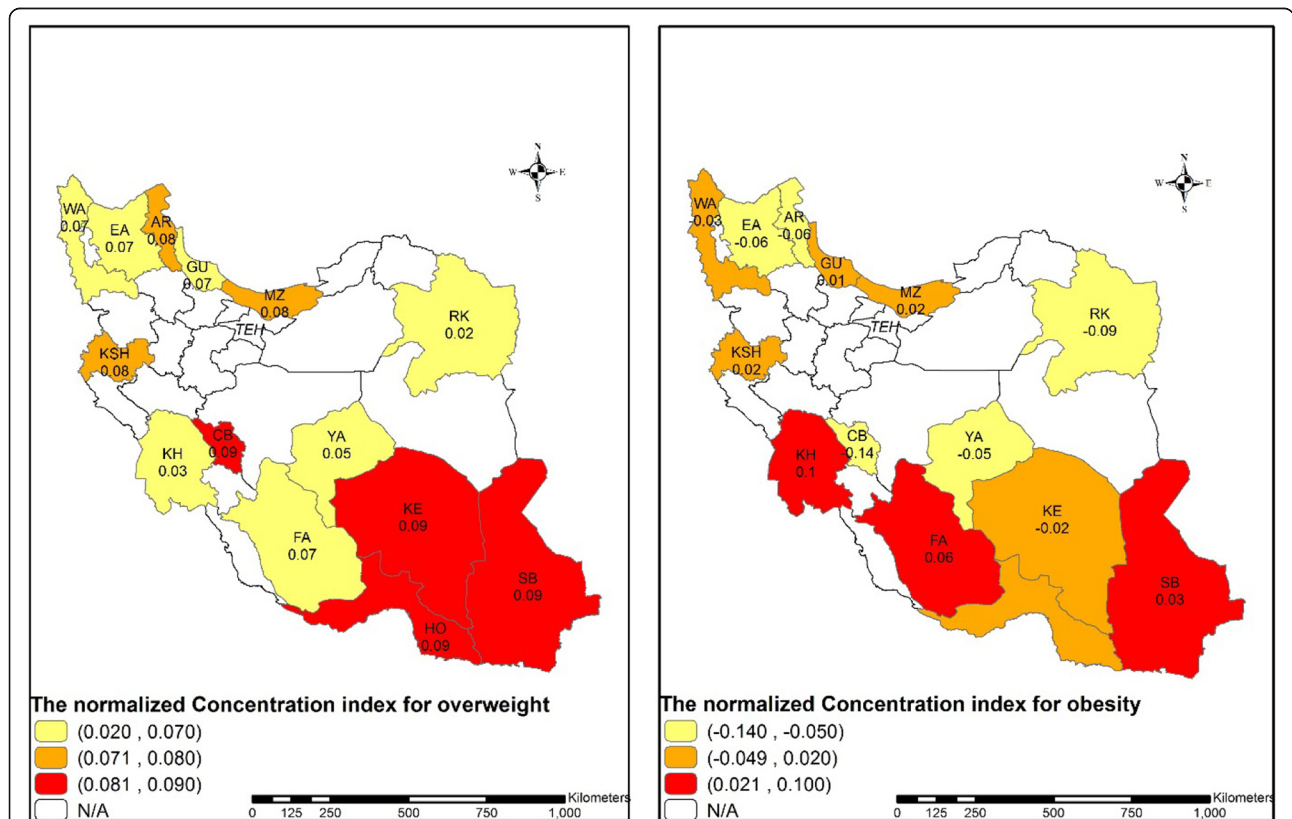 N
W E
S
WA
0.07
EA
0.07
AR
0.08
GU
0.07
MZ
0.08
TEH
RK
0.02
KSH
0.08
CB
0.09
KH
0.03
YA
0.05
KE
0.09
FA
0.07
SB
0.09
HO
0.09
The normalized Concentration index for overweight
(0.020 , 0.070)
(0.071 , 0.080)
(0.081 , 0.090)
N/A
Kilometers
0 125 250 500 750 1,000
N
W E
S
WA
-0.03
EA
-0.06
AR
-0.06
GU
0.01
MZ
0.02
TEH
RK
-0.09
KSH
0.02
KH
0.1
CB
-0.14
YA
-0.05
KE
-0.02
FA
0.06
SB
0.03
The normalized Concentration index for obesity
(-0.140 , -0.050)
(-0.049 , 0.020)
(0.021 , 0.100)
N/A
Kilometers
0 125 250 500 750 1,000